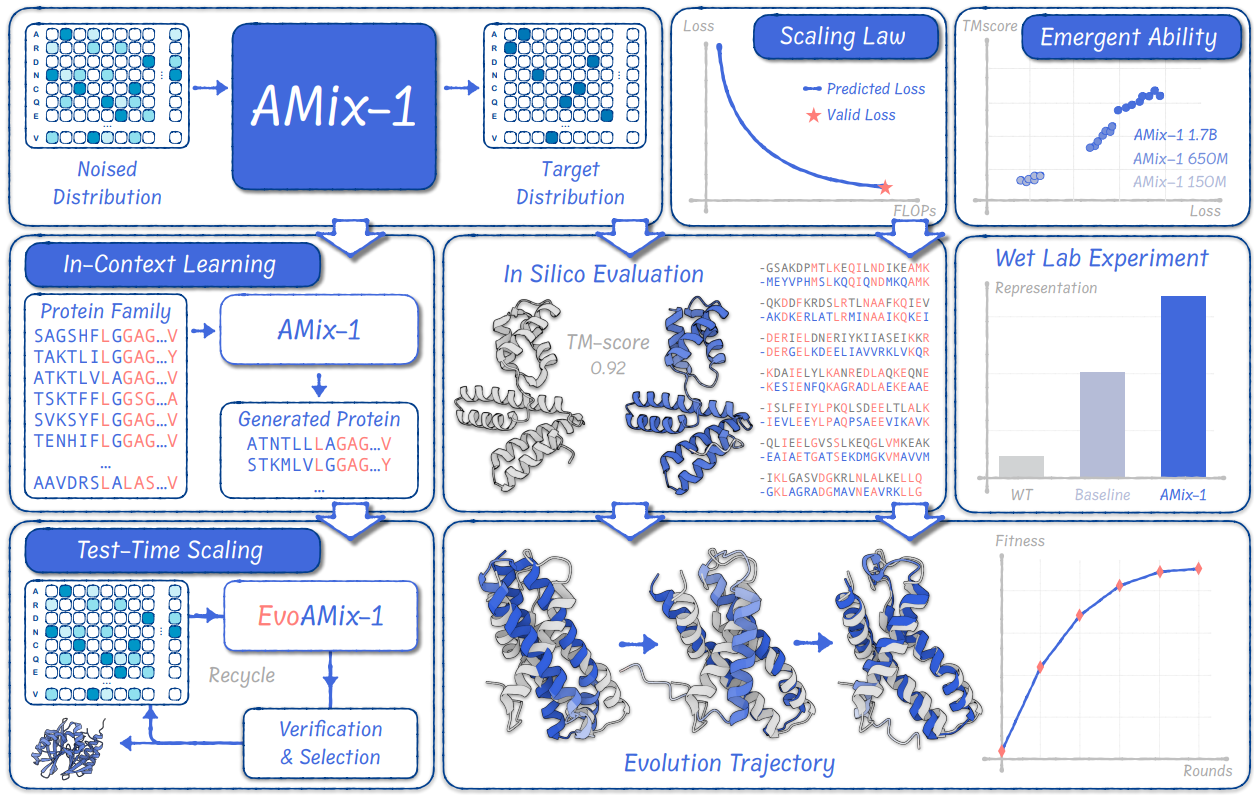 A
R
D
N
C
Q
E
...
V
⋮
Noised
Distribution
AMix-1
A
R
D
N
C
Q
E
...
V
⋮
Target
Distribution
Loss
Scaling Law
Predicted Loss
Valid Loss
FLOPs
TMscore
Emergent Ability
AMix-1 1.7B
AMix-1 650M
AMix-1 150M
Loss
In-Context Learning
Protein Family
SAGSHFLGGAG...V
TAKTLILGGAG...Y
ATKTLVLAGAG...V
TSKTFFLGGSG...A
SVKSYFLGGAG...V
TENHIFLGGAG...V
...
AAVDRSLALAS...V
AMix-1
Generated Protein
ATNTLLLAGAG...V
STKMLVLGGAG...Y
...
In Silico Evaluation
TM-score
0.92
-GSAKDPMTLKEQILNDIKEAMK
-MEYVPHMSLKQQIQNDMKQAMK
-QKDDFKRDSLRTLNAAFKQIEV
-AKDKERLATLRMINAAIKQKEI
-DERIELDNERIYKIIASEIKKR
-DERGELKDEELIAVVRKLVKQR
-KDAIELYLKANREDLAQKEQNE
-KESIENFQKAGRADLAEKEAAE
-ISLFEIYLPKQLSDEELTLALK
-IEVLEEYLPAQPSAEEVIKAVK
-QLIEELGVSSLKEQGLVMKEAK
-EAIAETGATSEKDMGKVMAVVM
-IKLGASVDGKRLNLALKELLQ
-GKLAGRADGMAVNEAVRKLLG
Wet Lab Experiment
Representation
WT
Baseline
AMix-1
Test-Time Scaling
A
R
D
N
C
Q
E
...
V
⋮
EvoAMix-1
Recycle
Verification
& Selection
Evolution Trajectory
Fitness
Rounds